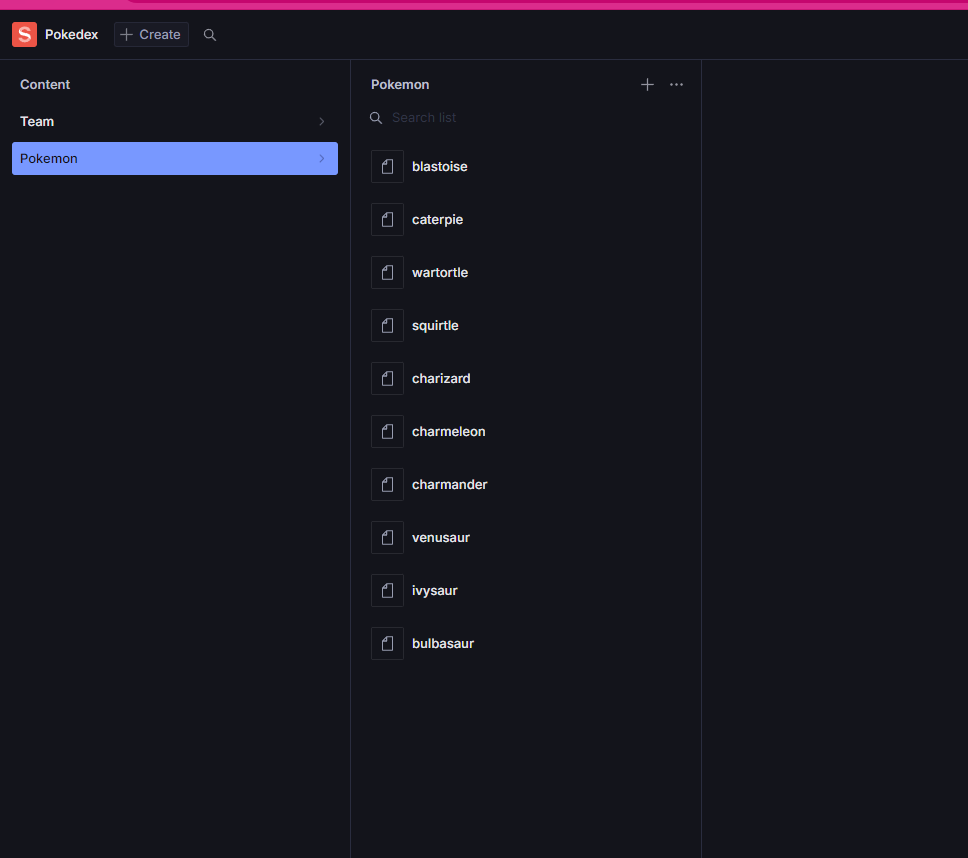 S Pokedex + Create
Content
Team
Pokemon
Pokemon
Search list
blastoise
caterpie
wartortle
squirtle
charizard
charmeleon
charmander
venusaur
ivysaur
bulbasaur